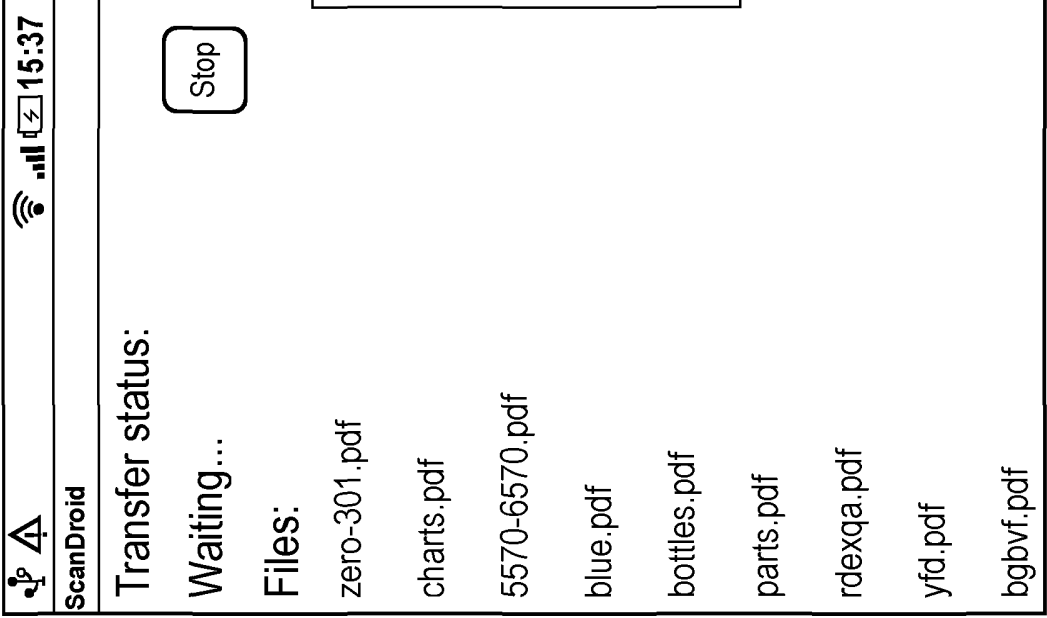 15:37
ScanDroid
Transfer status:
Waiting...
Stop
Files:
zero-301.pdf
charts.pdf
5570-6570.pdf
blue.pdf
bottles.pdf
parts.pdf
rdexqa.pdf
yfd.pdf
bgbvf.pdf